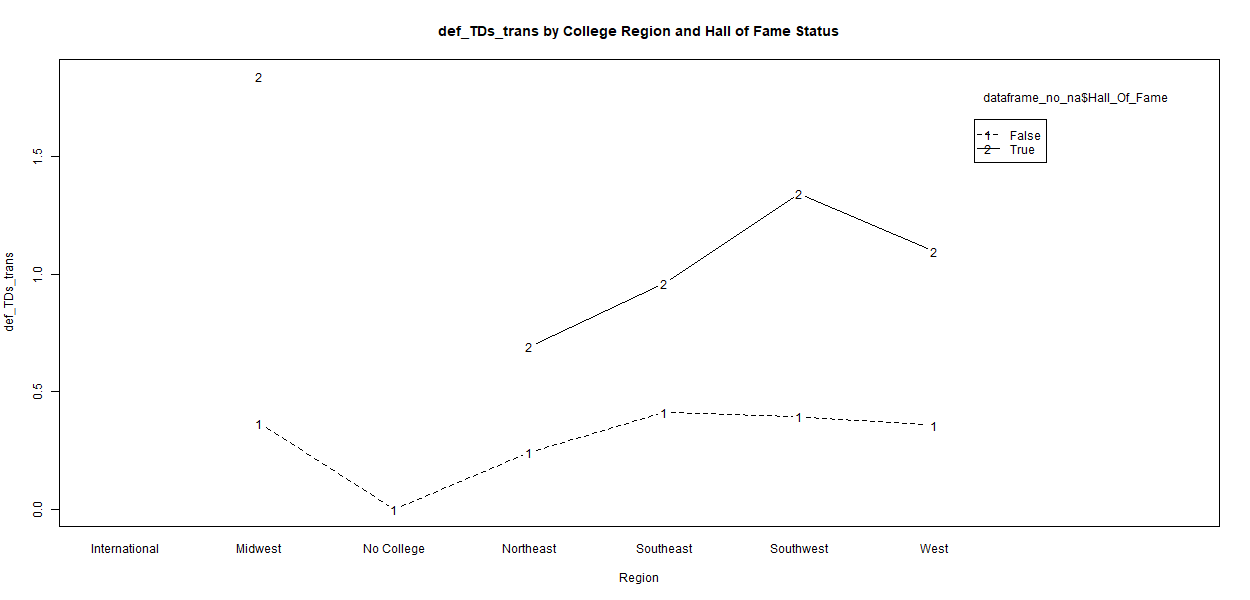 def_TDs_trans by College Region and Hall of Fame Status
2
dataframe_no_na$Hall_Of_Fame
1 False
2 True
1.5
2
1.0
2
2
def_TDs_trans
2
0.5
1
1
1
1
1
0.0
1
International Midwest No College Northeast Southeast Southwest West
Region